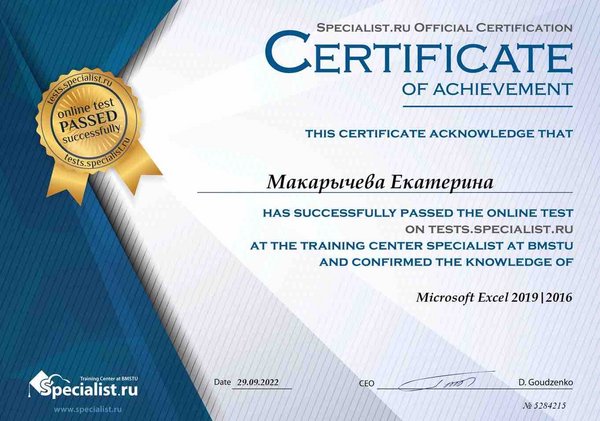 SPECIALIST.RU OFFICIAL CERTIFICATION
CERTIFICATE
OF ACHIEVEMENT
tests.specialist.ru
online test
PASSED
successfully
tests.specialist.ru
THIS CERTIFICATE ACKNOWLEDGE THAT
Макарычева Екатерина
HAS SUCCESSFULLY PASSED THE ONLINE TEST
ON TESTS.SPECIALIST.RU
AT THE TRAINING CENTER SPECIALIST AT BMSTU
AND CONFIRMED THE KNOWLEDGE OF
Microsoft Excel 2019|2016
Training Center at BMSTU
Specialist.ru
www.specialist.ru
Date 29.09.2022
CEO
D. Goudzenko
№ 5284215